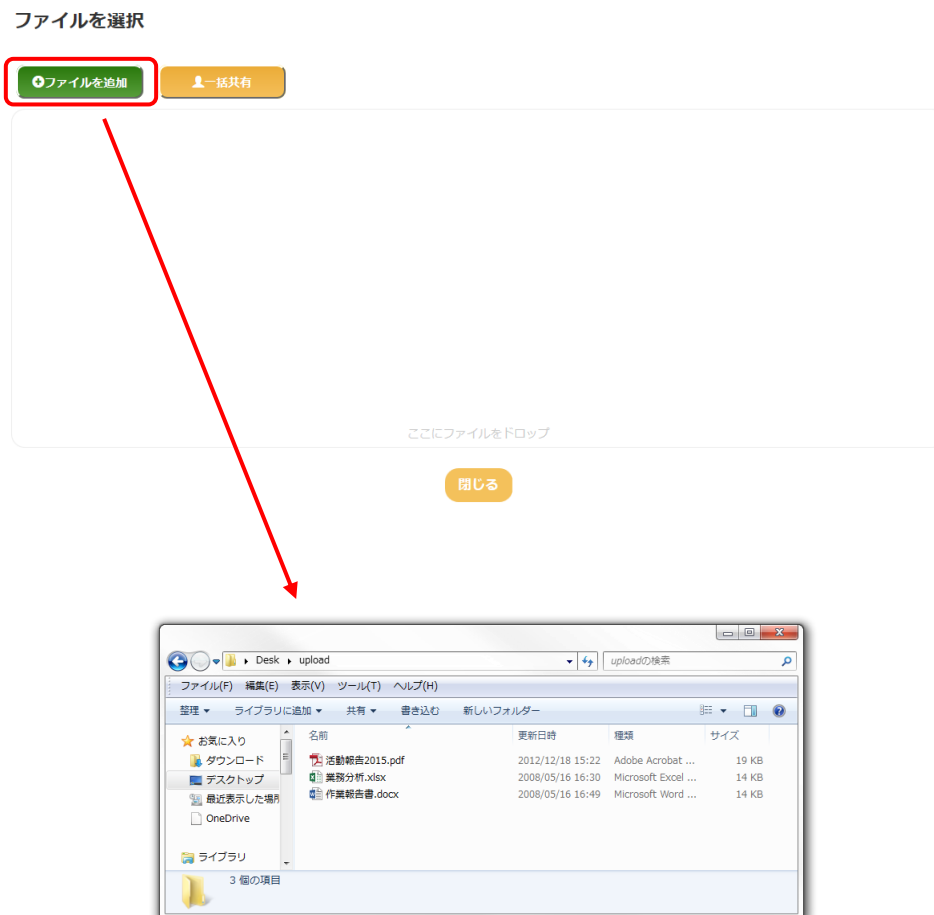 ファイルを選択
ファイルを追加 一括共有
ここにファイルをドロップ
閉じる
Desk upload uploadの検索
ファイル(F) 編集(E) 表示(V) ツール(T) ヘルプ(H)
整理 ライブラリに追加 共有 書き込む 新しいフォルダー
お気に入り
ダウンロード
デスクトップ
最近表示した場所
OneDrive
ライブラリ
名前 更新日時 種類 サイズ
活動報告2015.pdf 2012/12/18 15:22 Adobe Acrobat ... 19 KB
業務分析.xlsx 2008/05/16 16:30 Microsoft Excel ... 14 KB
作業報告書.docx 2008/05/16 16:49 Microsoft Word ... 14 KB
3 個の項目